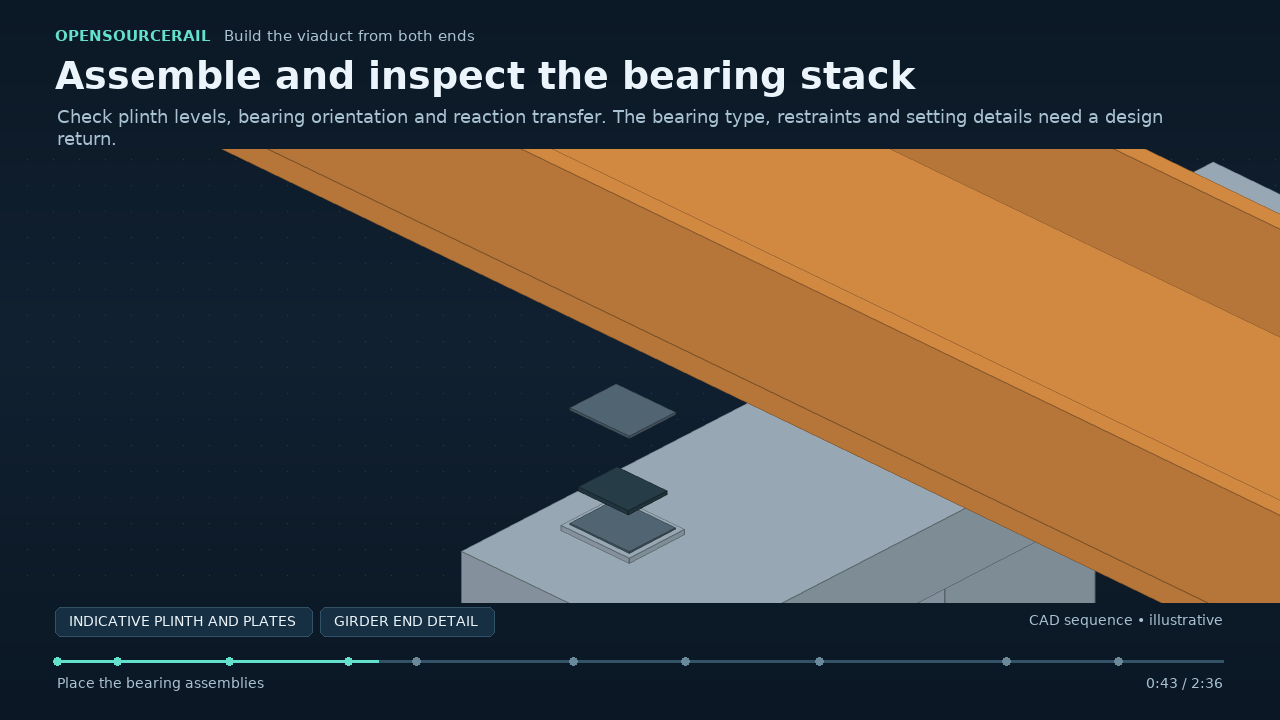 OPENSOURCERAIL Build the viaduct from both ends
Assemble and inspect the bearing stack
Check plinth levels, bearing orientation and reaction transfer. The bearing type, restraints and setting details need a design
return.
INDICATIVE PLINTH AND PLATES GIRDER END DETAIL CAD sequence • illustrative
Place the bearing assemblies 0:43 / 2:36